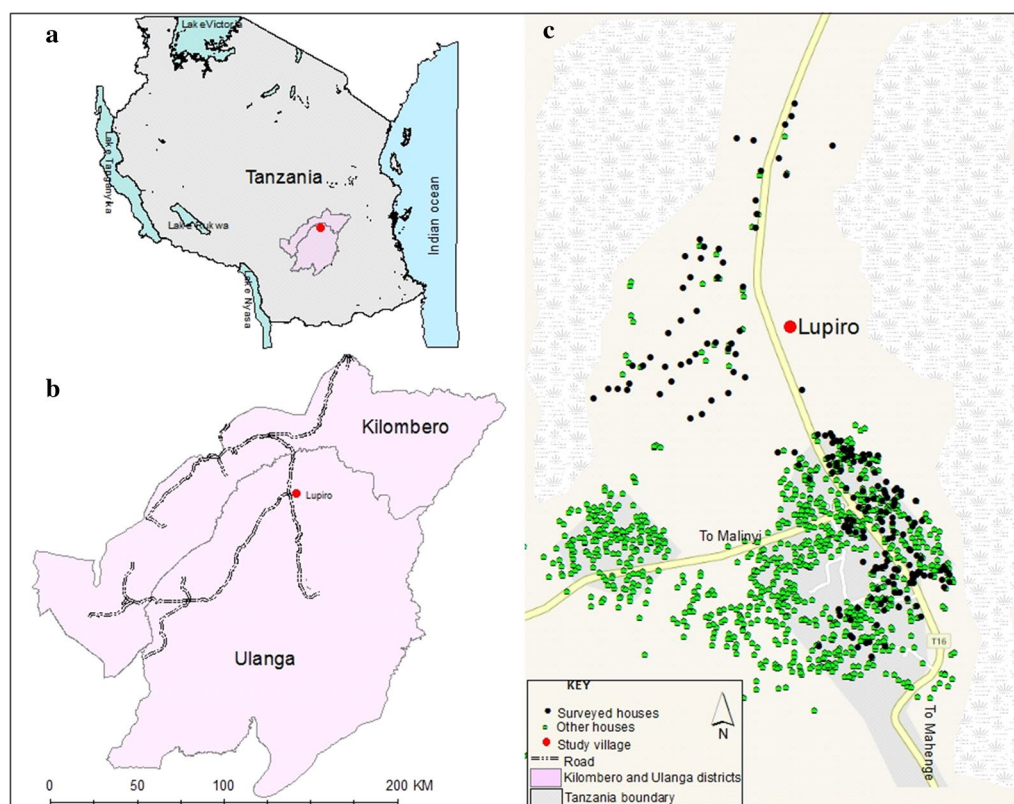 a
Lake Victoria
Lake Tanganyika
Tanzania
Lake Rukwa
Lake Nyasa
Indian ocean
b
Kilombero
Lupiro
Ulanga
0 50 100 200 KM
c
Lupiro
To Malinyi
T16
To Mahenge
KEY
Surveyed houses
Other houses
Study village
Road
Kilombero and Ulanga districts
Tanzania boundary
N